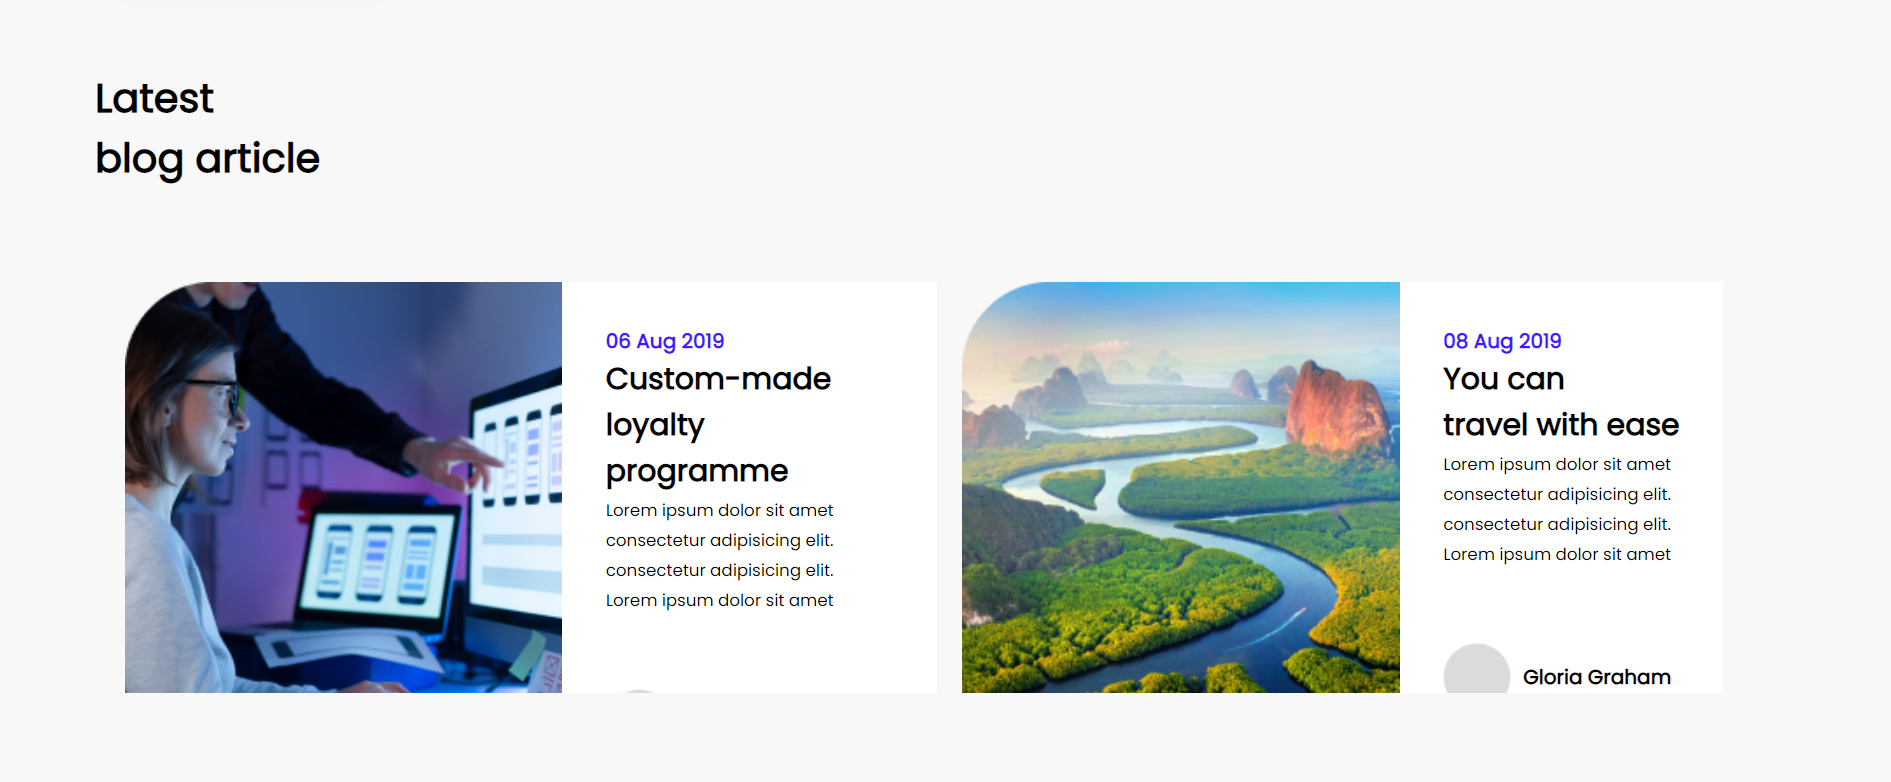 Latest
blog article
06 Aug 2019
Custom-made
loyalty
programme
Lorem ipsum dolor sit amet
consectetur adipisicing elit.
consectetur adipisicing elit.
Lorem ipsum dolor sit amet
08 Aug 2019
You can
travel with ease
Lorem ipsum dolor sit amet
consectetur adipisicing elit.
consectetur adipisicing elit.
Lorem ipsum dolor sit amet
Gloria Graham